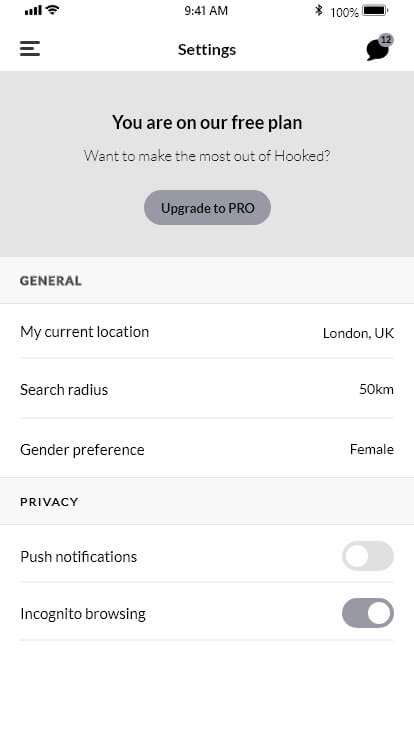 9:41 AM
100%
Settings
12
You are on our free plan
Want to make the most out of Hooked?
Upgrade to PRO
GENERAL
My current location London, UK
Search radius 50km
Gender preference Female
PRIVACY
Push notifications
Incognito browsing